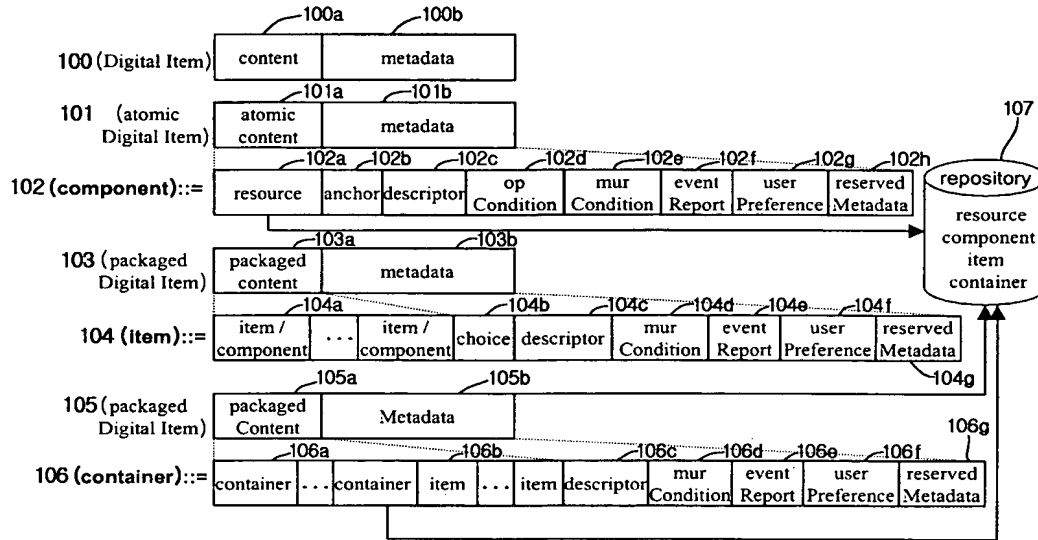 100a 100b
100 (Digital Item) content metadata
101a 101b
101 (atomic Digital Item) atomic content metadata
107
102a 102b 102c 102d 102e 102f 102g 102h
102 (component)::= resource anchor descriptor op Condition mur Condition event Report user Preference reserved Metadata
repository
resource
component
item
container
103a 103b
103 (packaged Digital Item) packaged content metadata
104a 104b 104c 104d 104e 104f
104 (item)::= item / component ... item / component choice descriptor mur Condition event Report user Preference reserved Metadata
104g
105a 105b
105 (packaged Digital Item) packaged Content Metadata
106a 106b 106c 106d 106e 106f 106g
106 (container)::= container ... container item ... item descriptor mur Condition event Report user Preference reserved Metadata